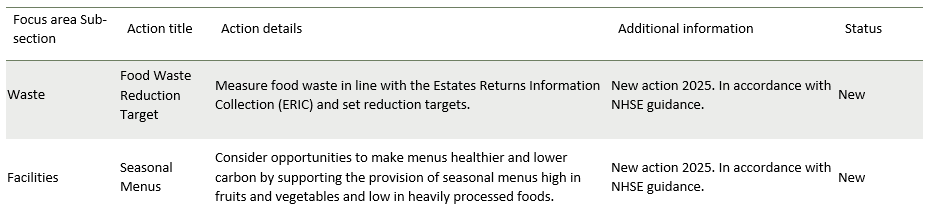 Focus area Sub-
section
Action title
Action details
Additional information
Status
Waste
Food Waste
Reduction
Target
Measure food waste in line with the Estates Returns Information
Collection (ERIC) and set reduction targets.
New action 2025. In accordance with
NHSE guidance.
New
Facilities
Seasonal
Menus
Consider opportunities to make menus healthier and lower
carbon by supporting the provision of seasonal menus high in
fruits and vegetables and low in heavily processed foods.
New action 2025. In accordance with
NHSE guidance.
New